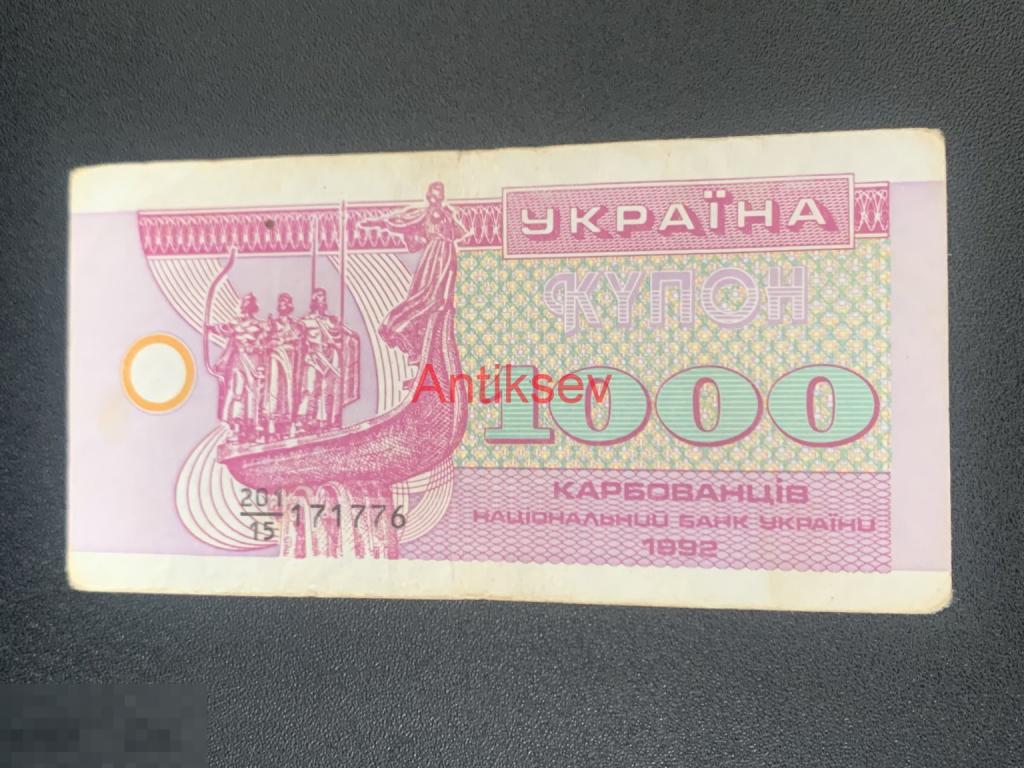 УКРАЇНА
КУПОН
1000
Antiksev
КАРБОВАНЦІВ
НАЦІОНАЛЬНИЙ БАНК УКРАЇНИ
1992
201/15 171776